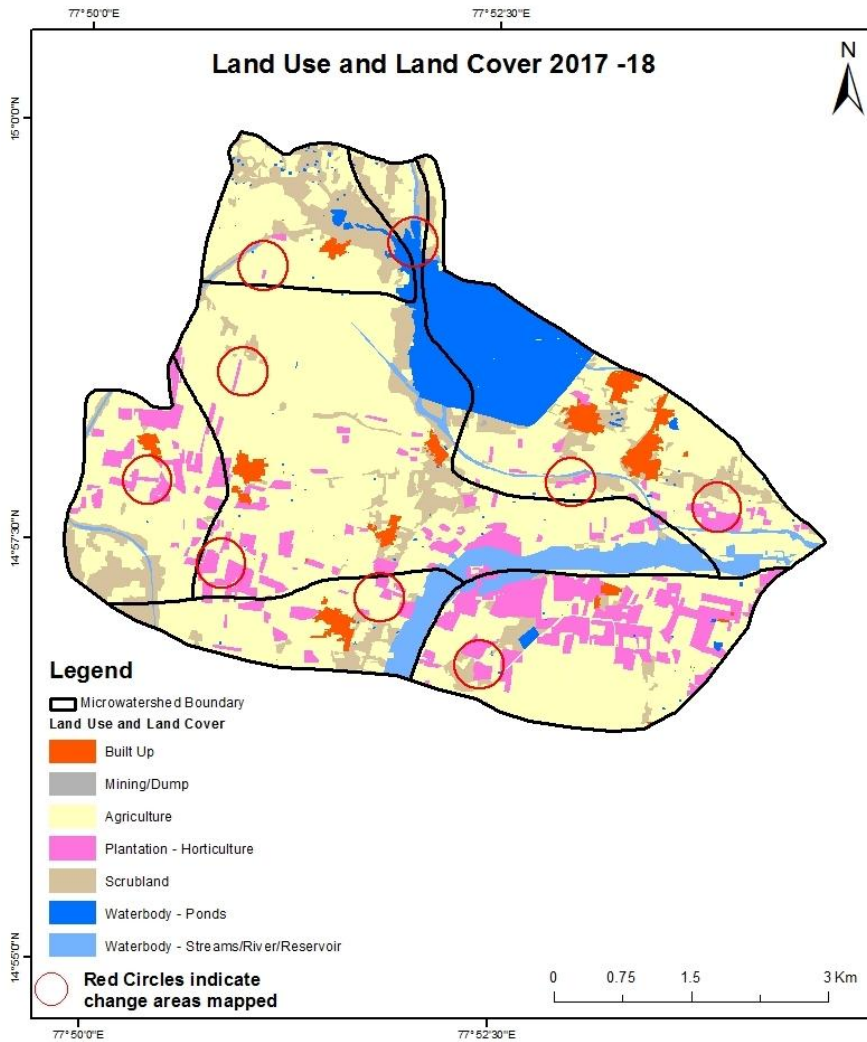 77°50'0"E
77°52'30"E
Land Use and Land Cover 2017 -18
N
15°0'0"N
14°57'30"N
Legend
Microwatershed Boundary
Land Use and Land Cover
Built Up
Mining/Dump
Agriculture
Plantation - Horticulture
Scrubland
Waterbody - Ponds
Waterbody - Streams/River/Reservoir
14°55'0"N
Red Circles indicate
change areas mapped
0 0.75 1.5 3 Km
77°50'0"E
77°52'30"E